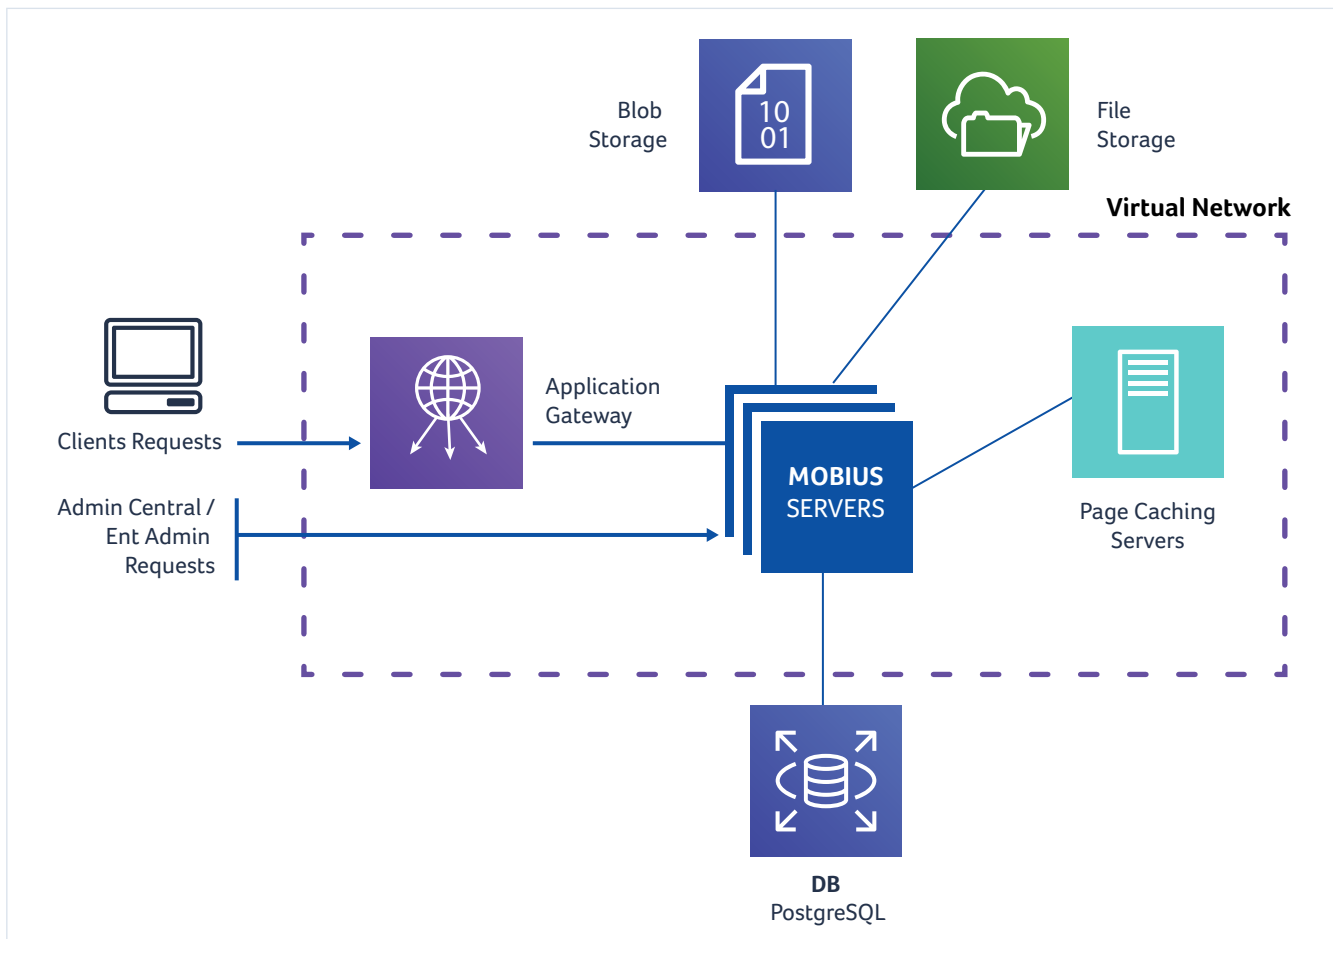 Blob
Storage
10
01
File
Storage
Virtual Network
Application
Gateway
Clients Requests
Admin Central /
Ent Admin
Requests
MOBIUS
SERVERS
Page Caching
Servers
DB
PostgreSQL